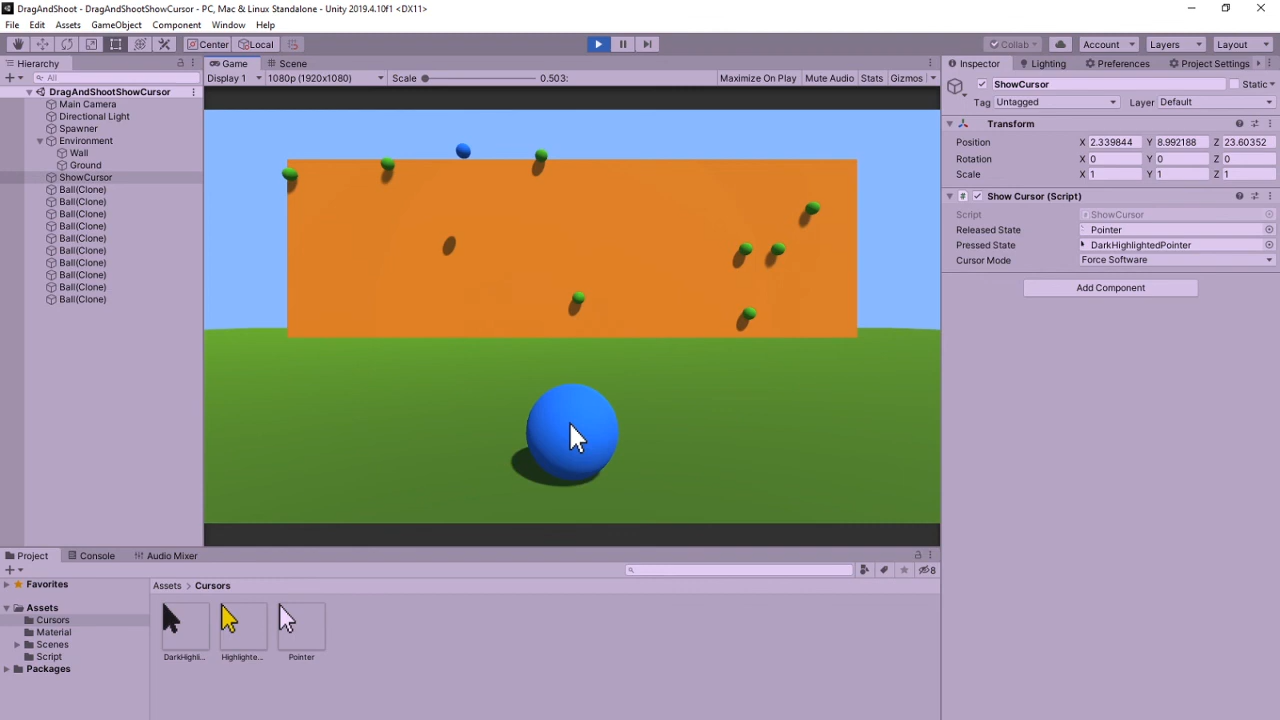 DragAndShoot - DragAndShootShowCursor - PC, Mac & Linux Standalone - Unity 2019.4.10f1 <DX11>
File Edit Assets GameObject Component Window Help
Center Local Collab Account Layers Layout
Hierarchy Game Scene Inspector Lighting Preferences Project Settings
All Display 1 1080p (1920x1080) Scale 0.503: Maximize On Play Mute Audio Stats Gizmos ShowCursor Static
DragAndShootShowCursor
Tag Untagged Layer Default
Main Camera
Directional Light
Transform
Spawner
Environment
Position X 2.339844 Y 8.992188 Z 23.60352
Wall
Rotation X 0 Y 0 Z 0
Ground
Scale X 1 Y 1 Z 1
ShowCursor
Ball(Clone)
Show Cursor (Script)
Ball(Clone)
Ball(Clone)
Script ShowCursor
Ball(Clone)
Released State Pointer
Ball(Clone)
Pressed State DarkHighlightedPointer
Ball(Clone)
Cursor Mode Force Software
Ball(Clone)
Ball(Clone)
Ball(Clone)
Add Component
Ball(Clone)
Project Console Audio Mixer
8
Favorites Assets Cursors
Assets
Cursors
Material
Scenes
Script
Packages
DarkHighli... Highlighte... Pointer